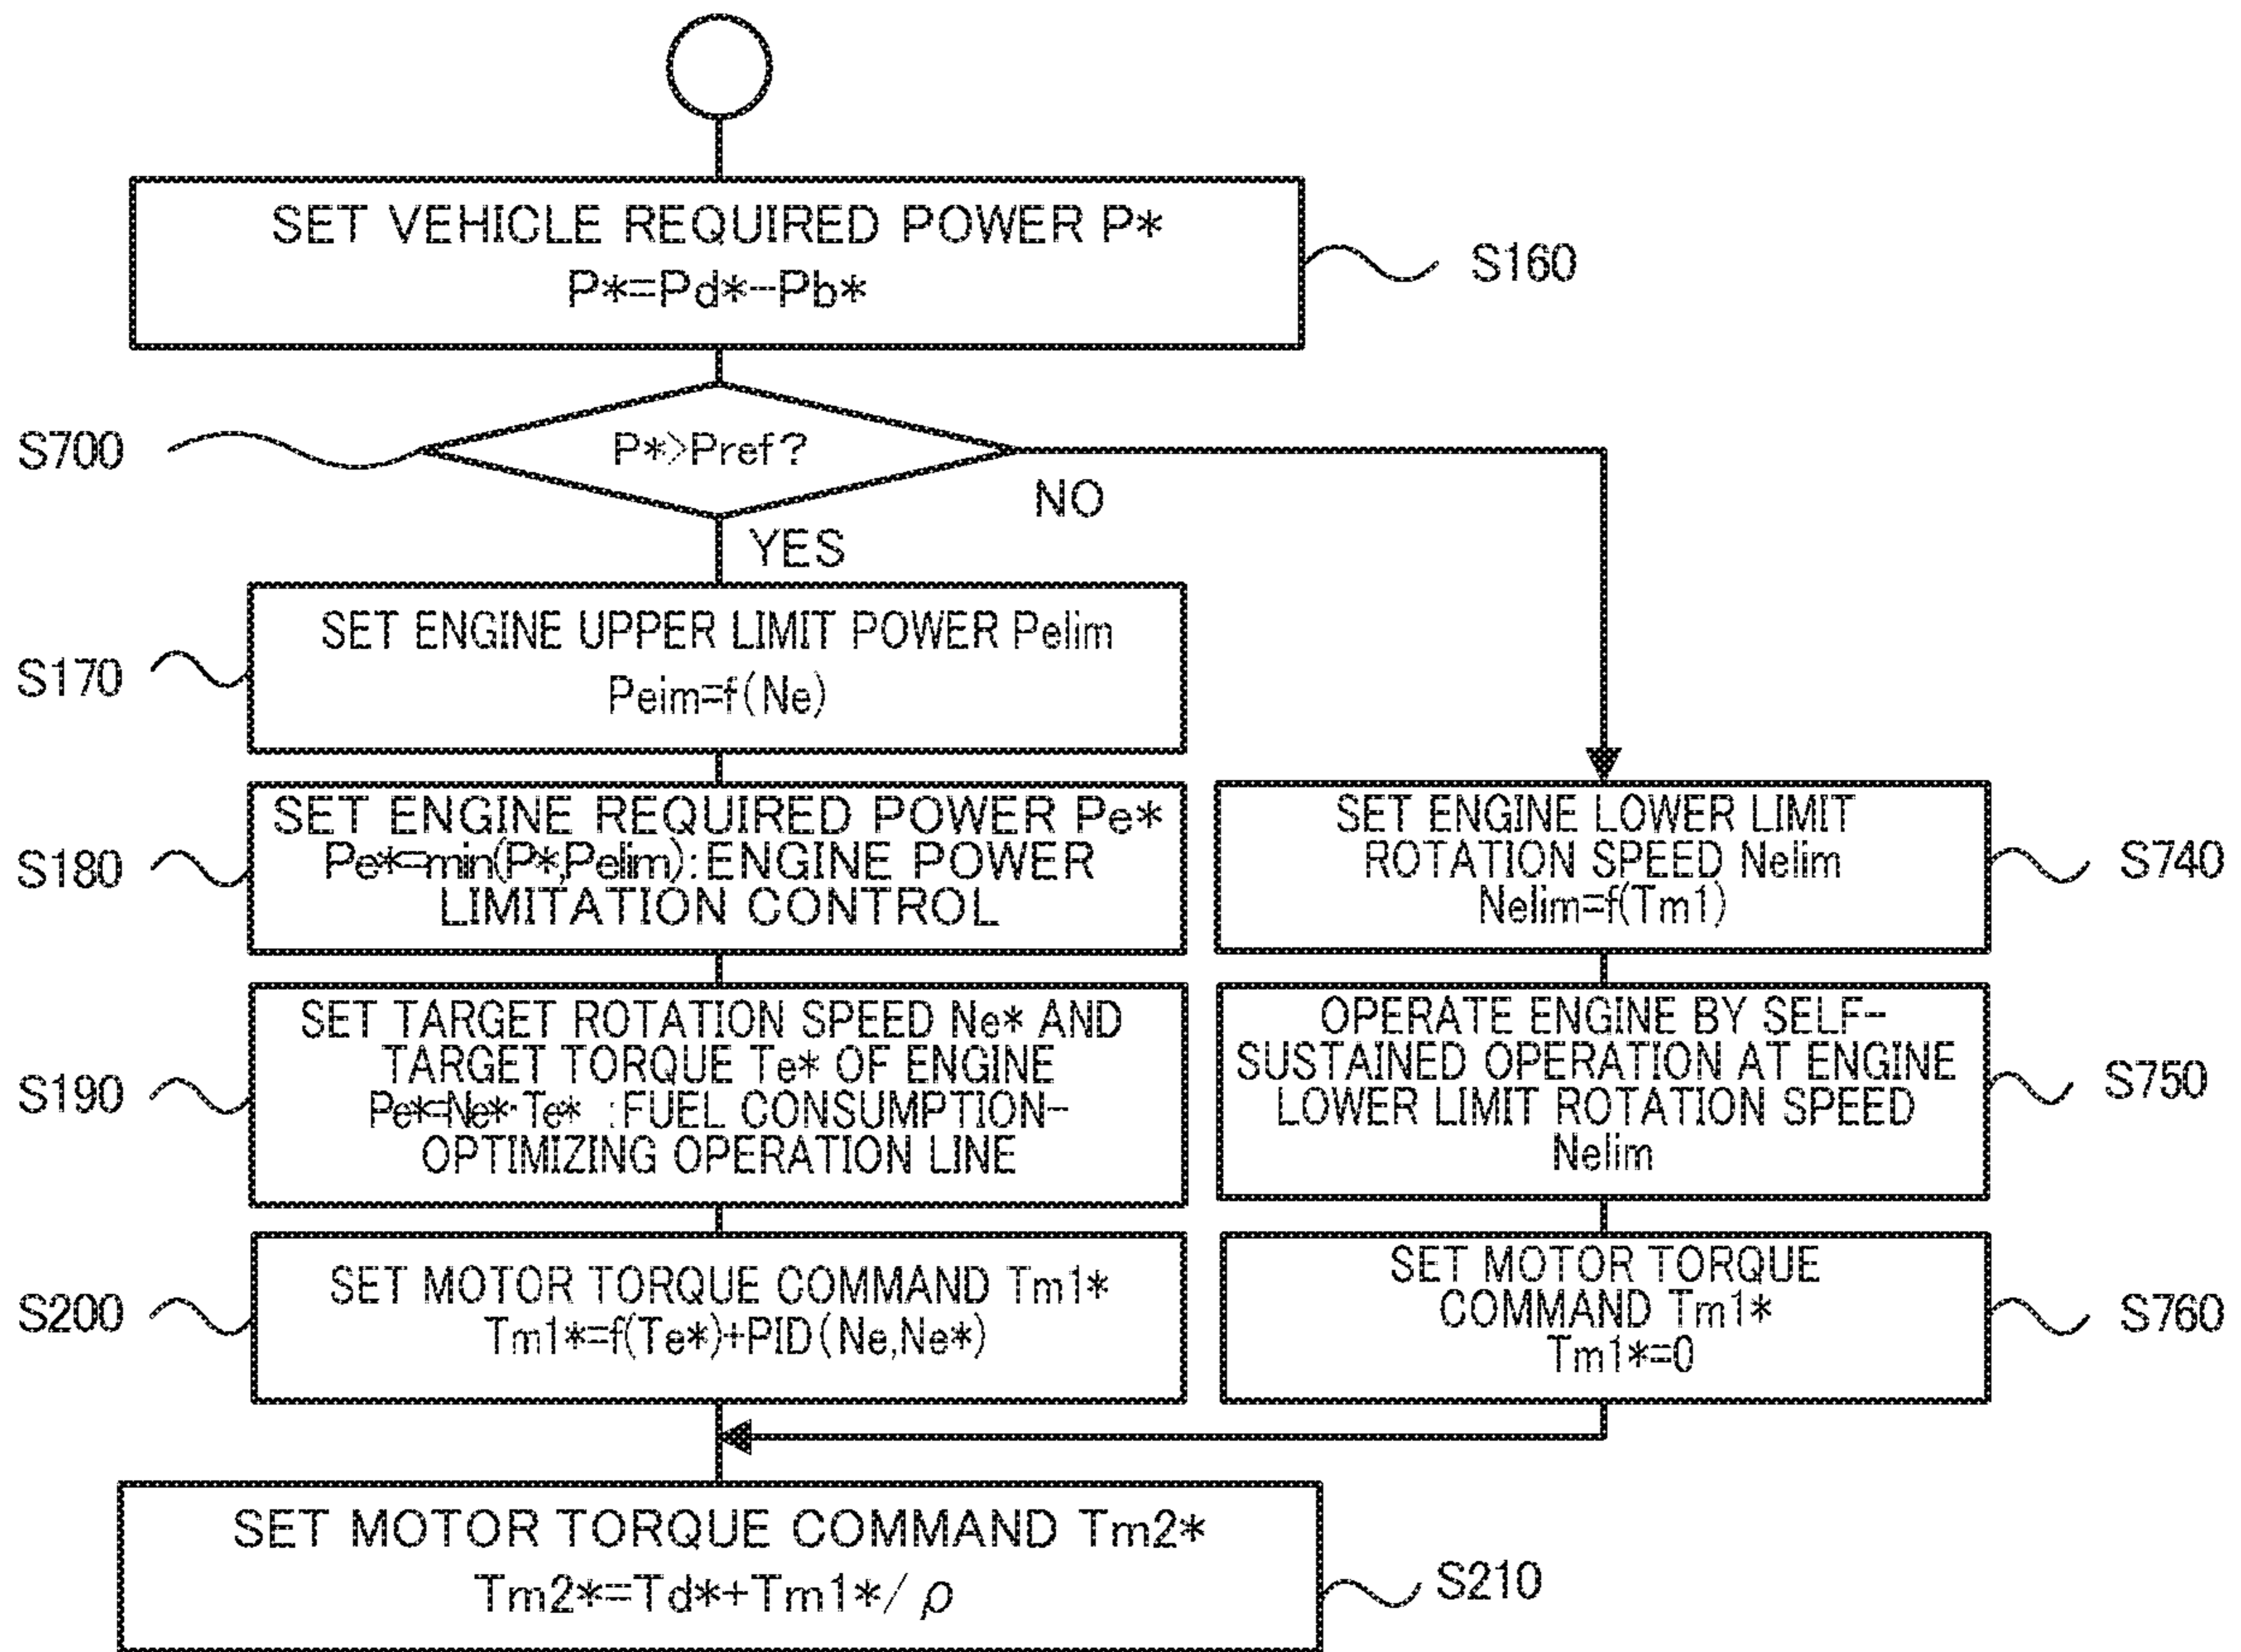 SET VEHICLE REQUIRED POWER P*
P*=Pd*-Pb*
S160
S700
P*>Pref?
NO
YES
SET ENGINE UPPER LIMIT POWER Pelim
Peim=f(Ne)
S170
SET ENGINE REQUIRED POWER Pe*
Pe*=min(P*,Pelim):ENGINE POWER
LIMITATION CONTROL
S180
SET TARGET ROTATION SPEED Ne* AND
TARGET TORQUE Te* OF ENGINE
Pe*=Ne*·Te* :FUEL CONSUMPTION-
OPTIMIZING OPERATION LINE
S190
SET MOTOR TORQUE COMMAND Tm1*
Tm1*=f(Te*)+PID(Ne,Ne*)
S200
SET ENGINE LOWER LIMIT
ROTATION SPEED Nelim
Nelim=f(Tm1)
S740
OPERATE ENGINE BY SELF-
SUSTAINED OPERATION AT ENGINE
LOWER LIMIT ROTATION SPEED
Nelim
S750
SET MOTOR TORQUE
COMMAND Tm1*
Tm1*=0
S760
SET MOTOR TORQUE COMMAND Tm2*
Tm2*=Td*+Tm1*/ρ
S210